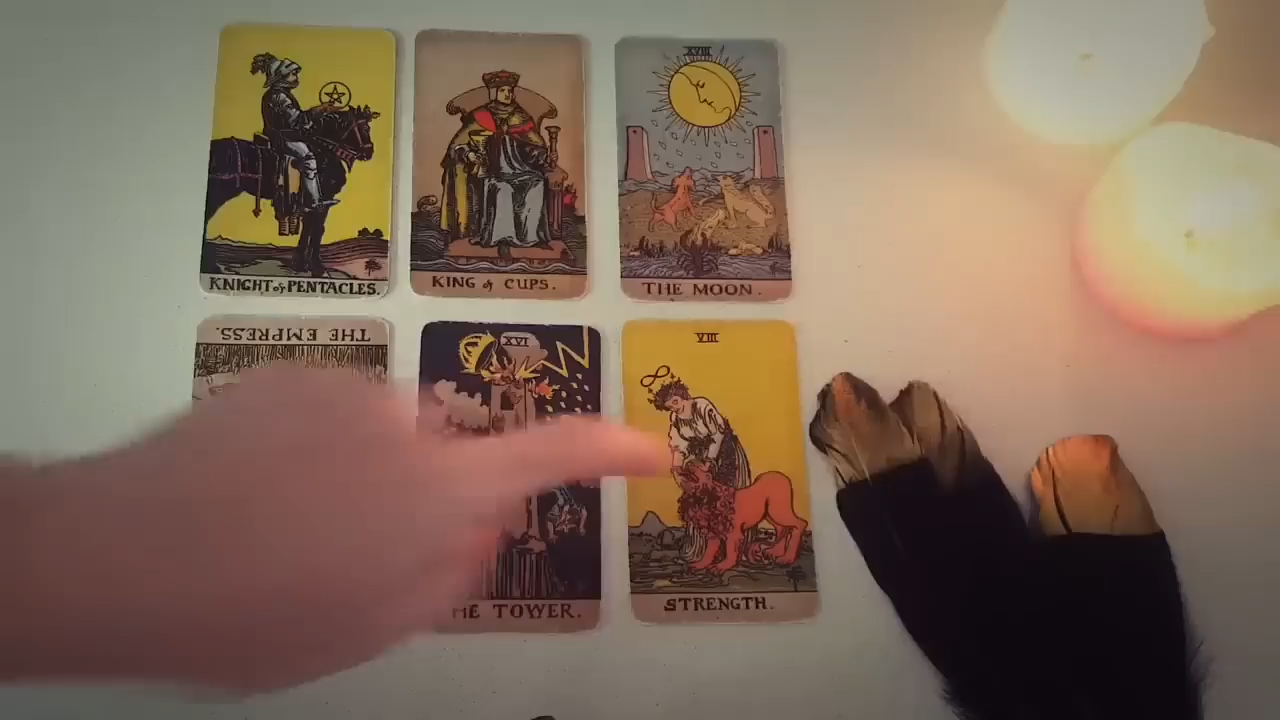 XVIII
KNIGHT of PENTACLES.
KING of CUPS.
THE MOON.
THE EMPRESS.
XVI
VIII
HE TOWER.
STRENGTH.